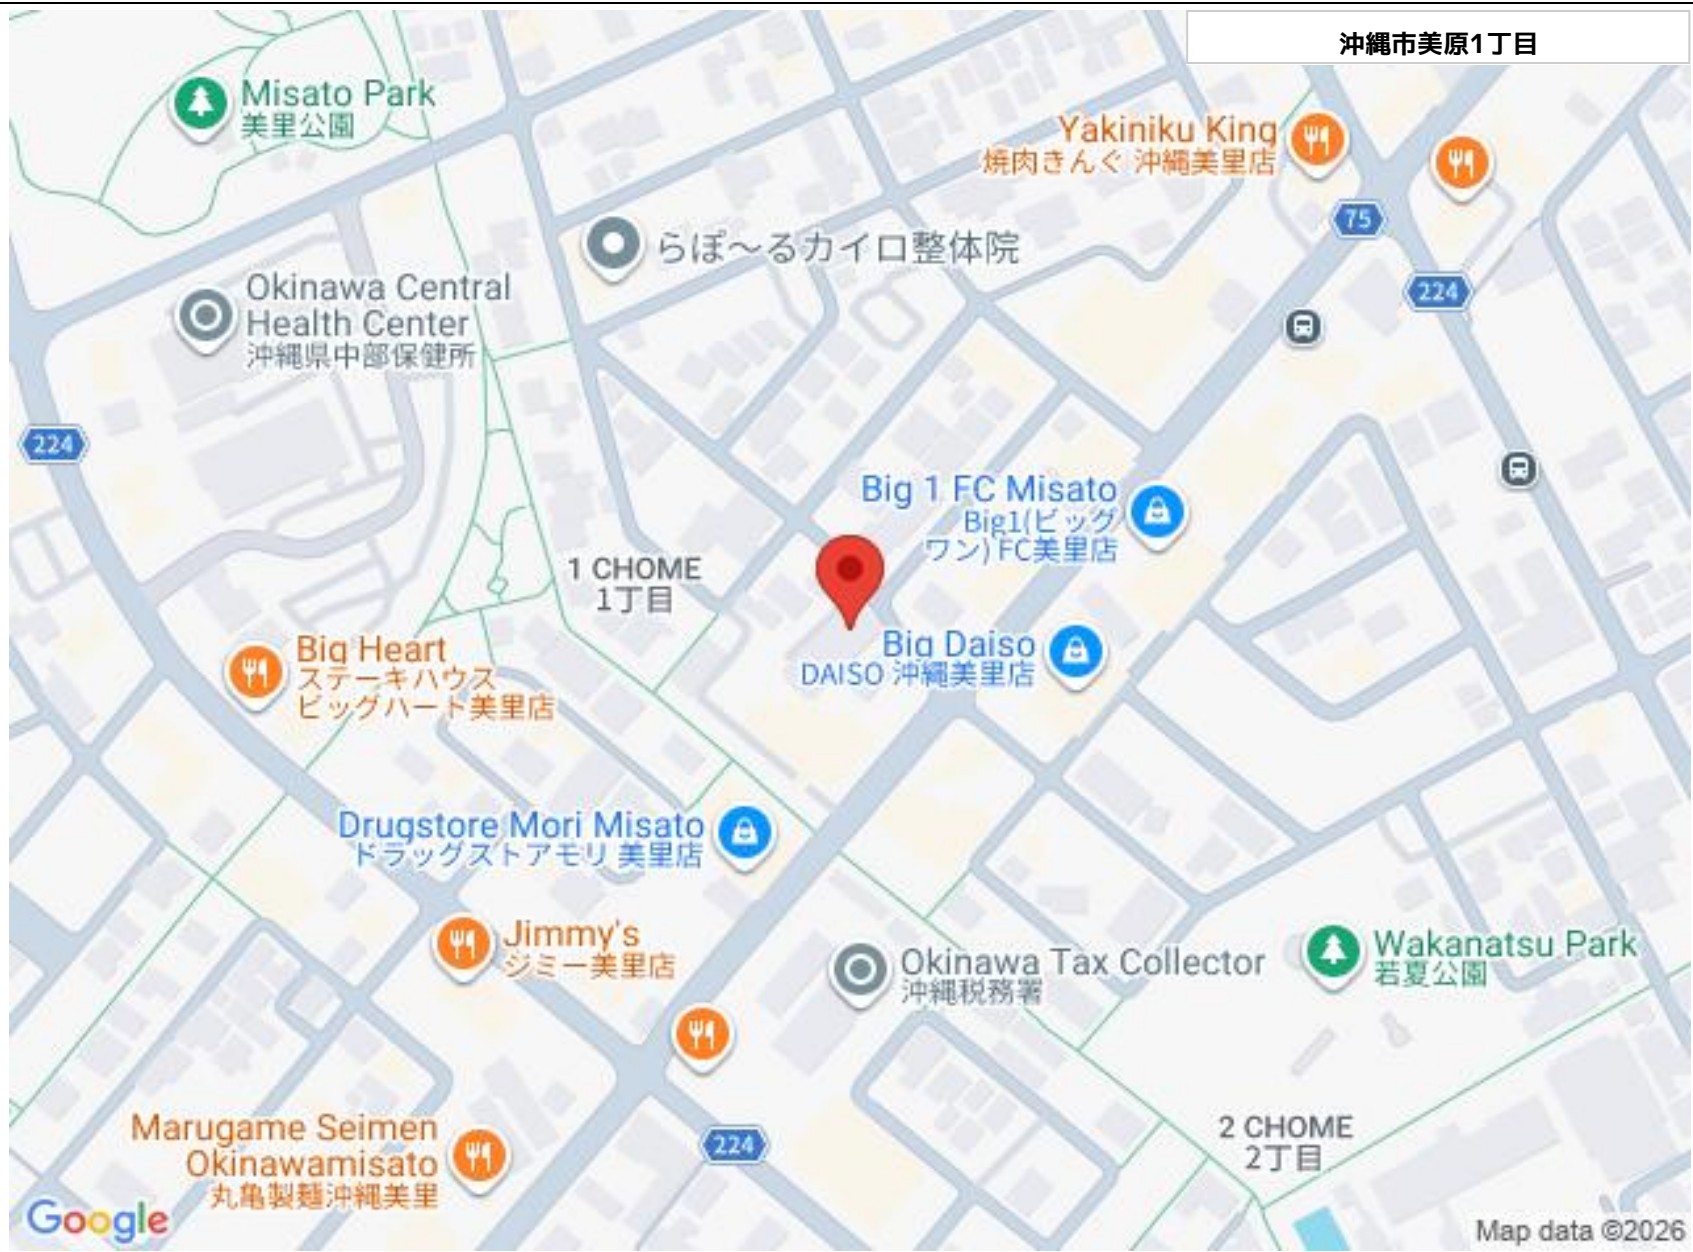 沖縄市美原1丁目
Misato Park
美里公園
Yakiniku King
焼肉きんぐ 沖縄美里店
75
らぽ～るカイロ整体院
Okinawa Central
Health Center
沖縄県中部保健所
224
224
Big 1 FC Misato
Big1(ビッグ
ワン) FC美里店
1 CHOME
1丁目
Big Daiso
DAISO 沖縄美里店
Big Heart
ステーキハウス
ビッグハート美里店
Drugstore Mori Misato
ドラッグストアモリ 美里店
Jimmy's
ジミー美里店
Okinawa Tax Collector
沖縄税務署
Wakanatsu Park
若夏公園
Marugame Seimen
Okinawamisato
丸亀製麺沖縄美里
224
2 CHOME
2丁目
Google
Map data ©2026